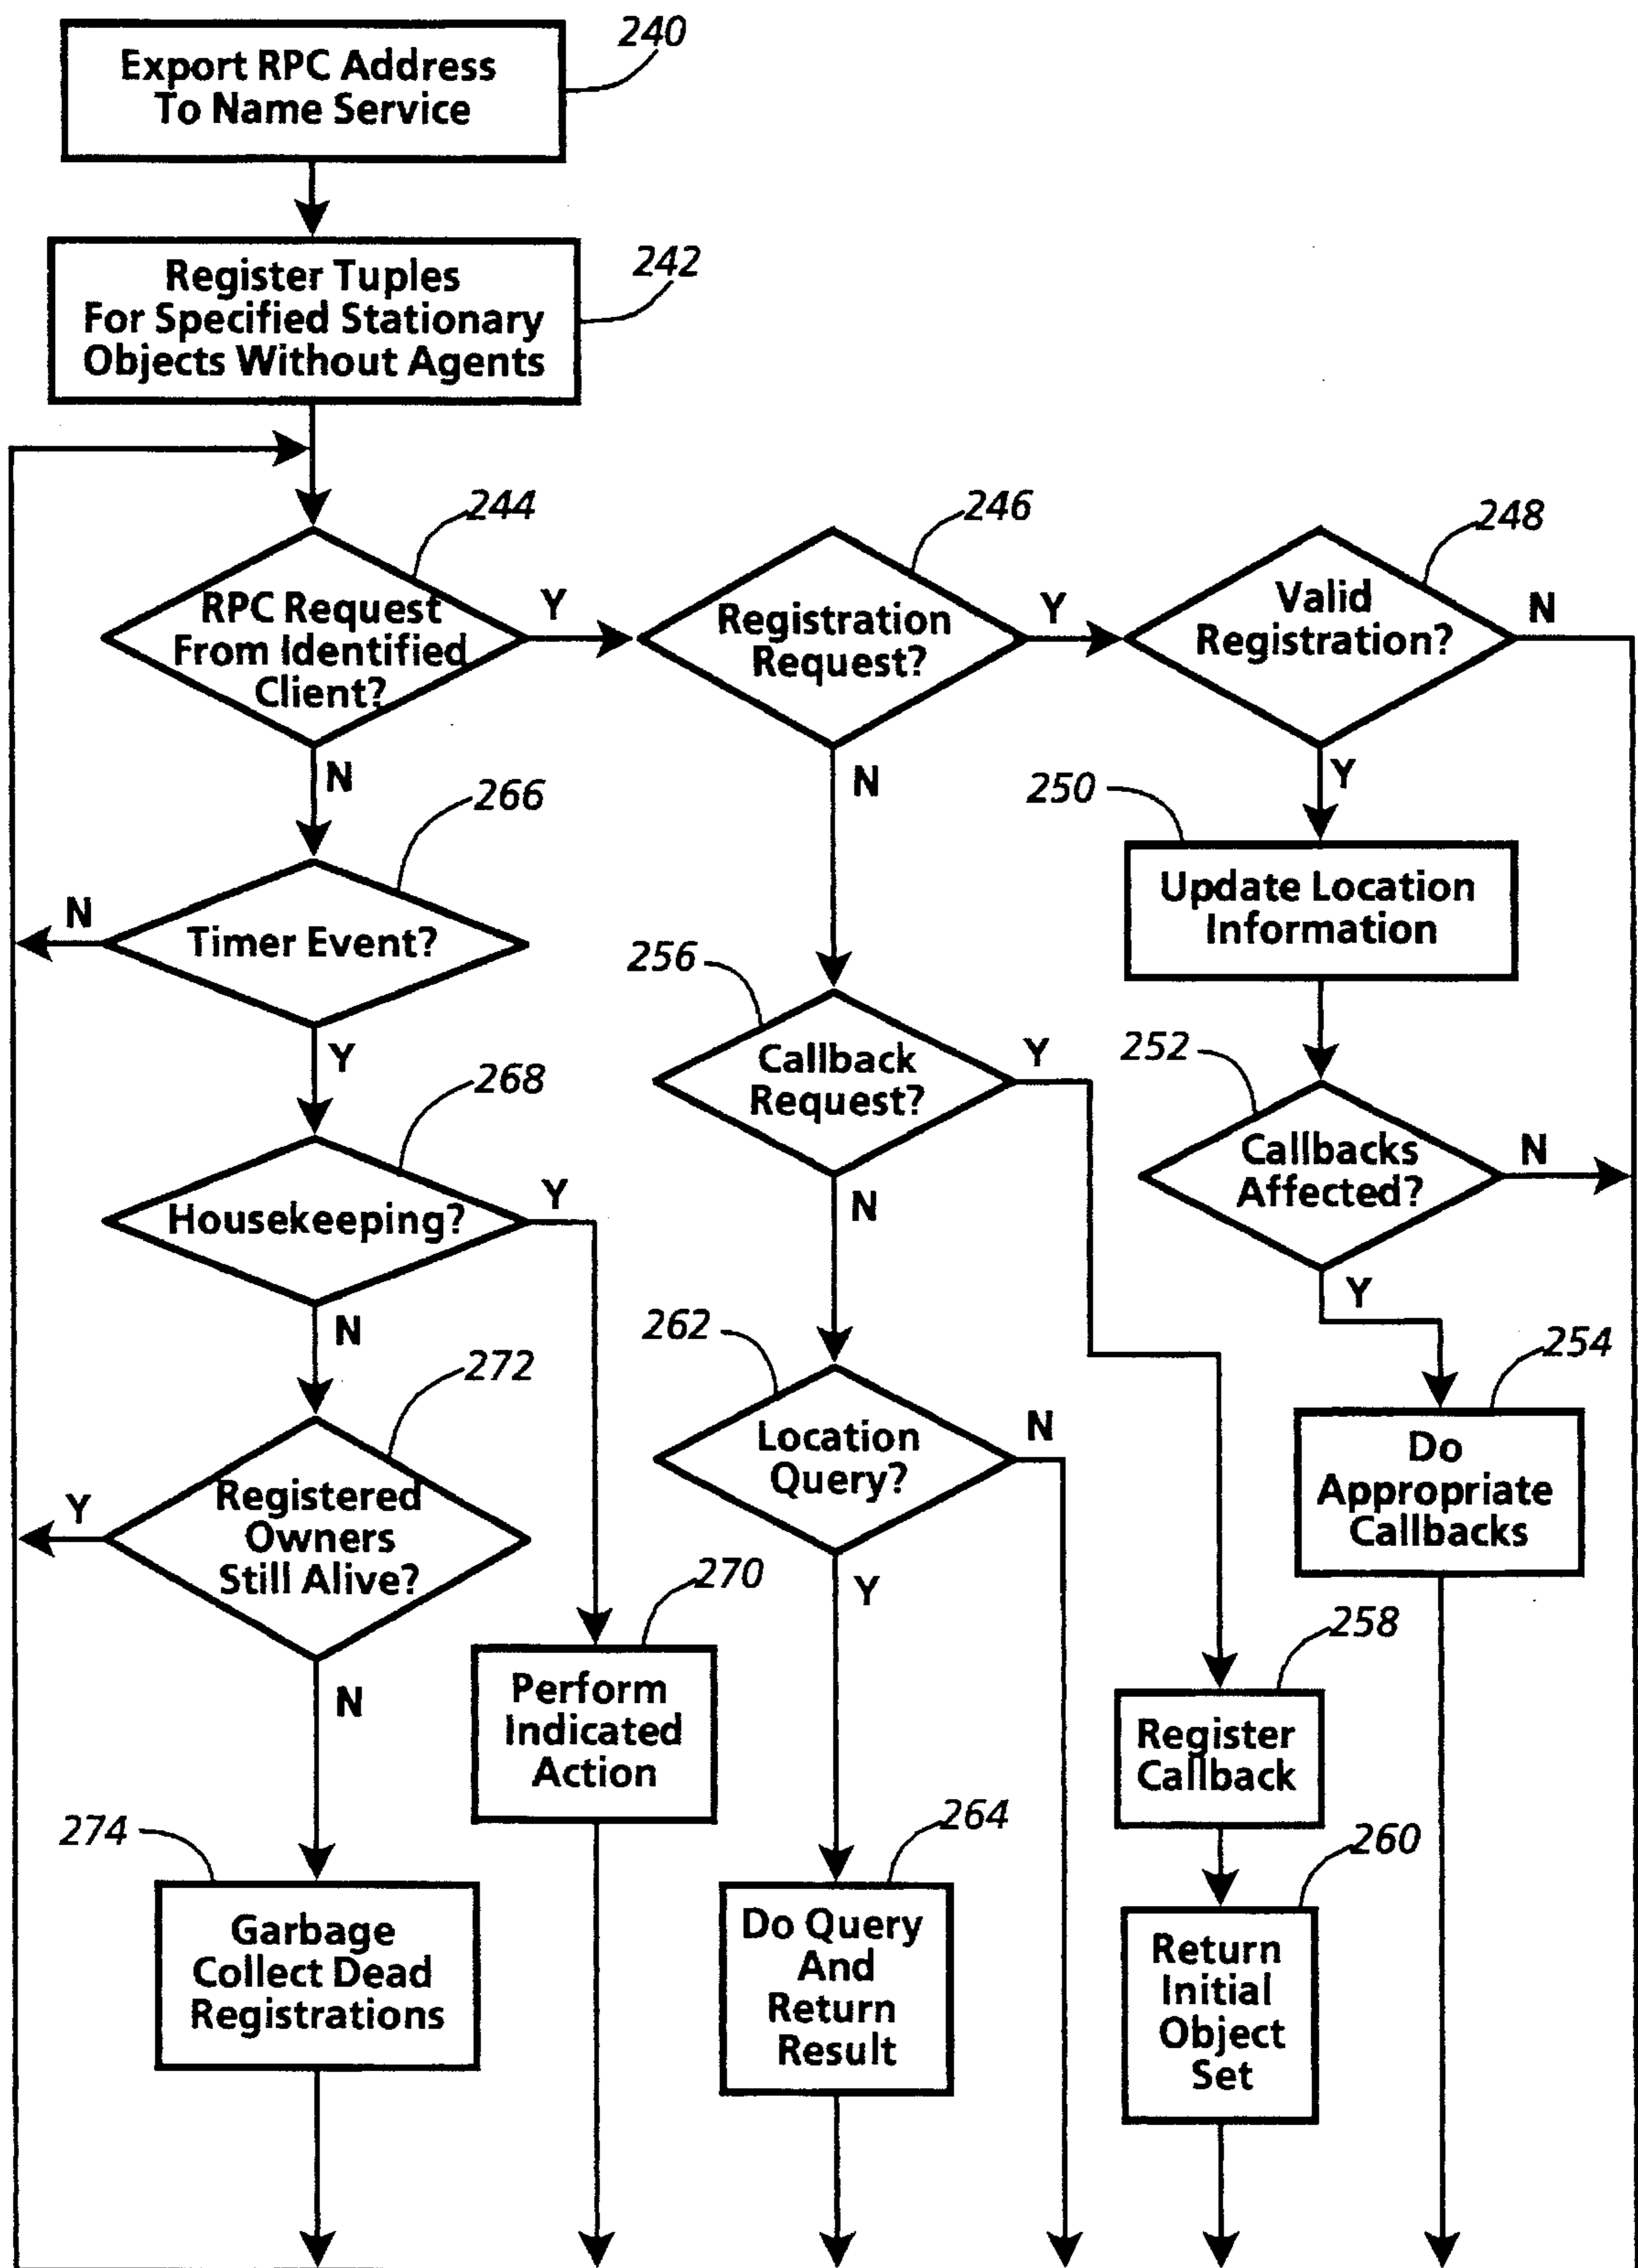 240
Export RPC Address
To Name Service
242
Register Tuples
For Specified Stationary
Objects Without Agents
244
RPC Request
From Identified
Client?
Y
N
246
Registration
Request?
Y
N
248
Valid
Registration?
N
Y
250
Update Location
Information
252
Callbacks
Affected?
N
Y
254
Do
Appropriate
Callbacks
256
Callback
Request?
Y
N
258
Register
Callback
260
Return
Initial
Object
Set
262
Location
Query?
N
Y
264
Do Query
And
Return
Result
266
Timer Event?
N
Y
268
Housekeeping?
Y
N
270
Perform
Indicated
Action
272
Registered
Owners
Still Alive?
Y
N
274
Garbage
Collect Dead
Registrations